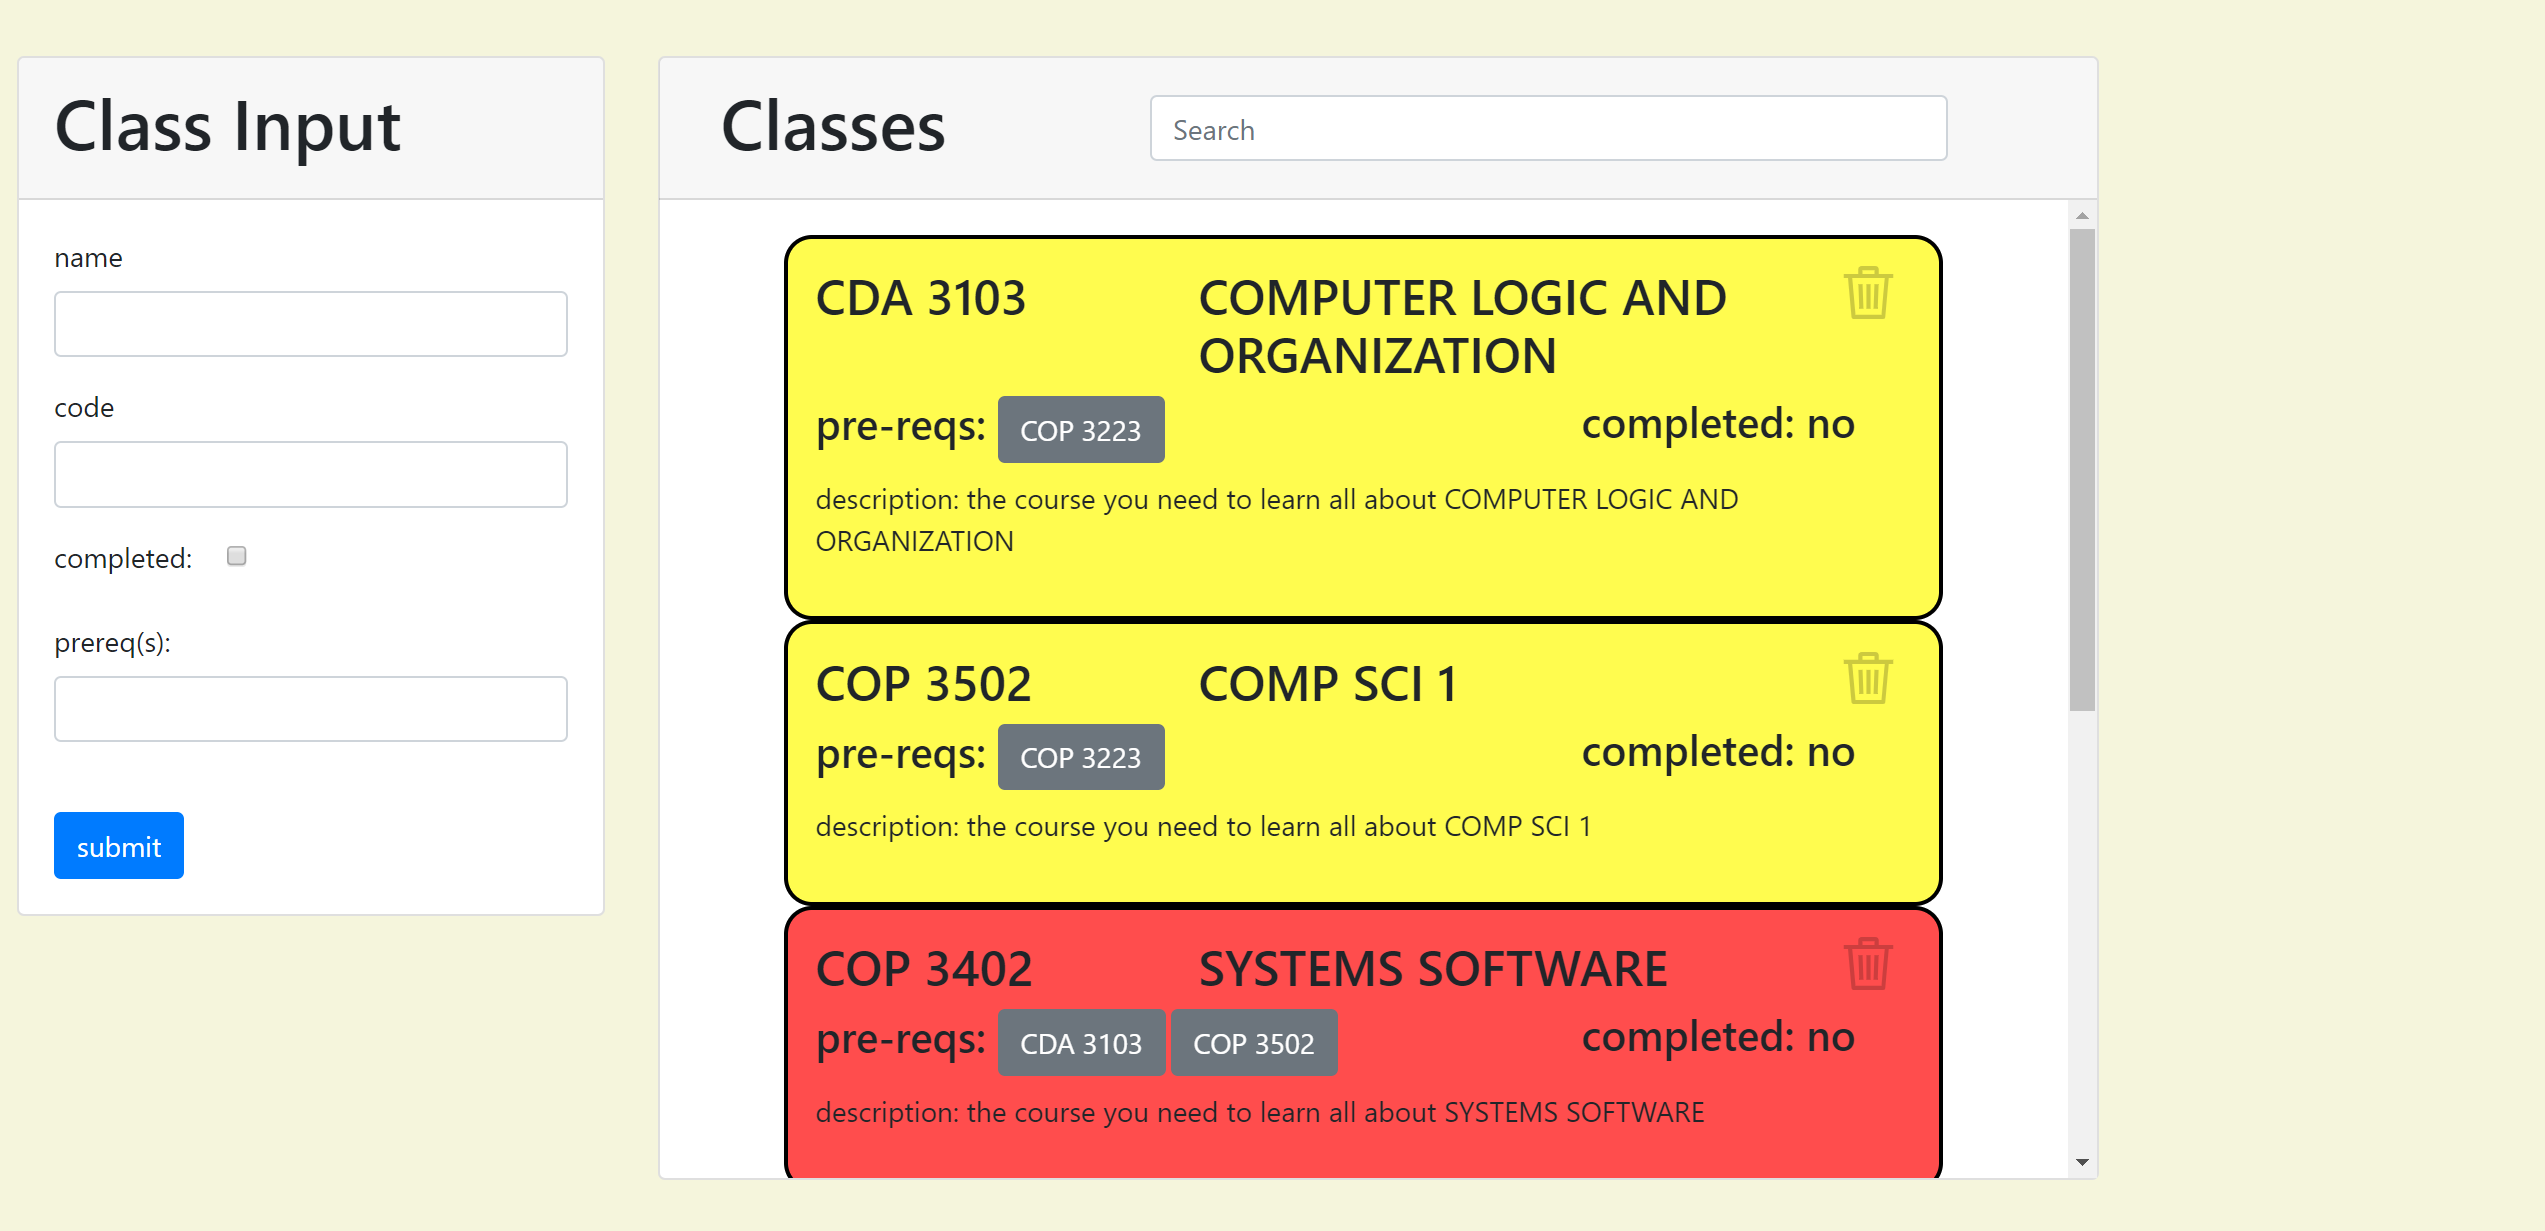 Class Input
name
code
completed:
prereq(s):
submit
Classes
Search
CDA 3103
COMPUTER LOGIC AND
ORGANIZATION
pre-reqs: COP 3223
completed: no
description: the course you need to learn all about COMPUTER LOGIC AND
ORGANIZATION
COP 3502
COMP SCI 1
pre-reqs: COP 3223
completed: no
description: the course you need to learn all about COMP SCI 1
COP 3402
SYSTEMS SOFTWARE
pre-reqs: CDA 3103 COP 3502
completed: no
description: the course you need to learn all about SYSTEMS SOFTWARE